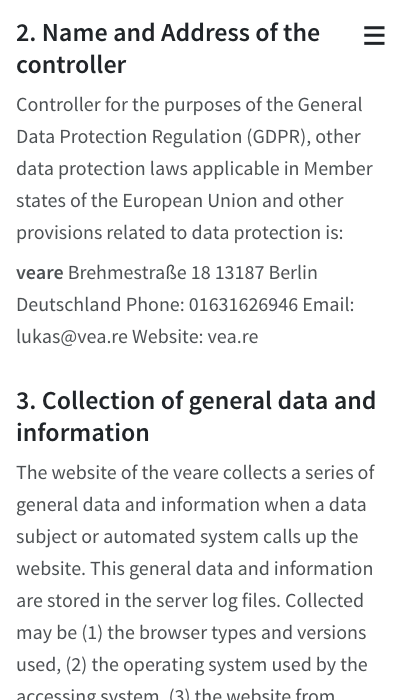 2. Name and Address of the
controller
Controller for the purposes of the General
Data Protection Regulation (GDPR), other
data protection laws applicable in Member
states of the European Union and other
provisions related to data protection is:
veare Brehmestraße 18 13187 Berlin
Deutschland Phone: 01631626946 Email:
lukas@vea.re Website: vea.re
3. Collection of general data and
information
The website of the veare collects a series of
general data and information when a data
subject or automated system calls up the
website. This general data and information
are stored in the server log files. Collected
may be (1) the browser types and versions
used, (2) the operating system used by the
accessing system, (3) the website from